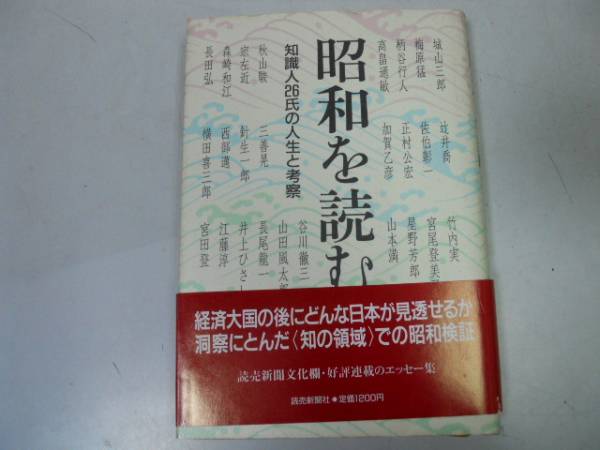 昭和を読む
知識人26氏の人生と考察
城山三郎
梅原猛
柄谷行人
高畠通敏
辻井喬
佐伯彰一
正村公宏
加賀乙彦
竹内実
宮尾登美
星野芳郎
山本満
秋山駿
宗左近
森崎和江
長田弘
三善晃
針生一郎
西部邁
横田喜三郎
谷川徹三
山田風太郎
長尾龍一
井上ひさ
江藤淳
宮田登
経済大国の後にどんな日本が見透せるか
洞察にとんだ〈知の領域〉での昭和検証
読売新聞文化欄・好評連載のエッセー集
読売新聞社●定価1200円